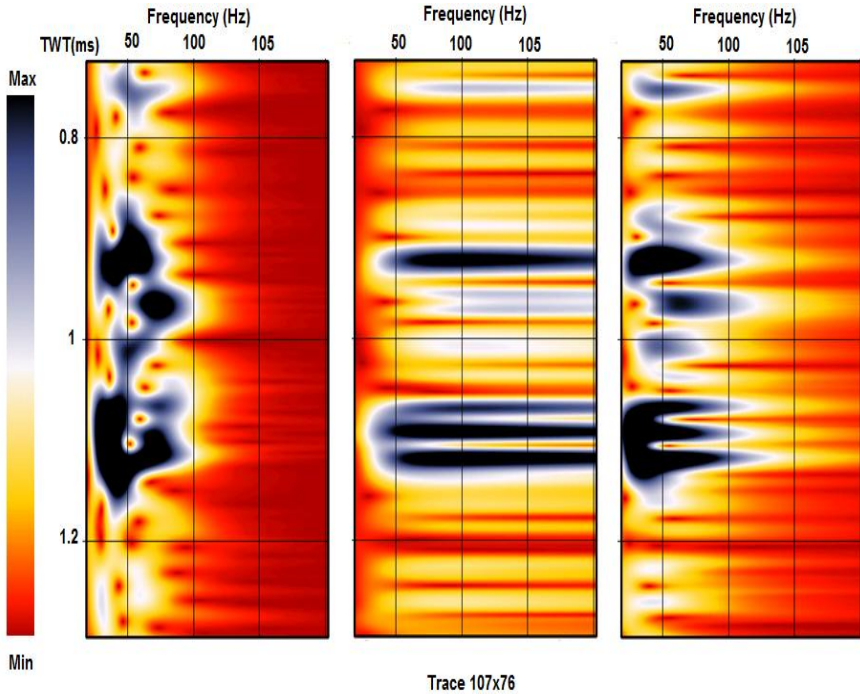 Frequency (Hz) Frequency (Hz) Frequency (Hz)
TWT(ms) 50 100 105 50 100 105 50 100 105
Max
0.8
1
1.2
Min
Trace 107x76